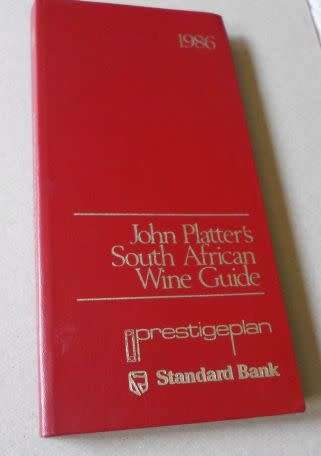 1986
John Platter's
South African
Wine Guide
prestigeplan
Standard Bank